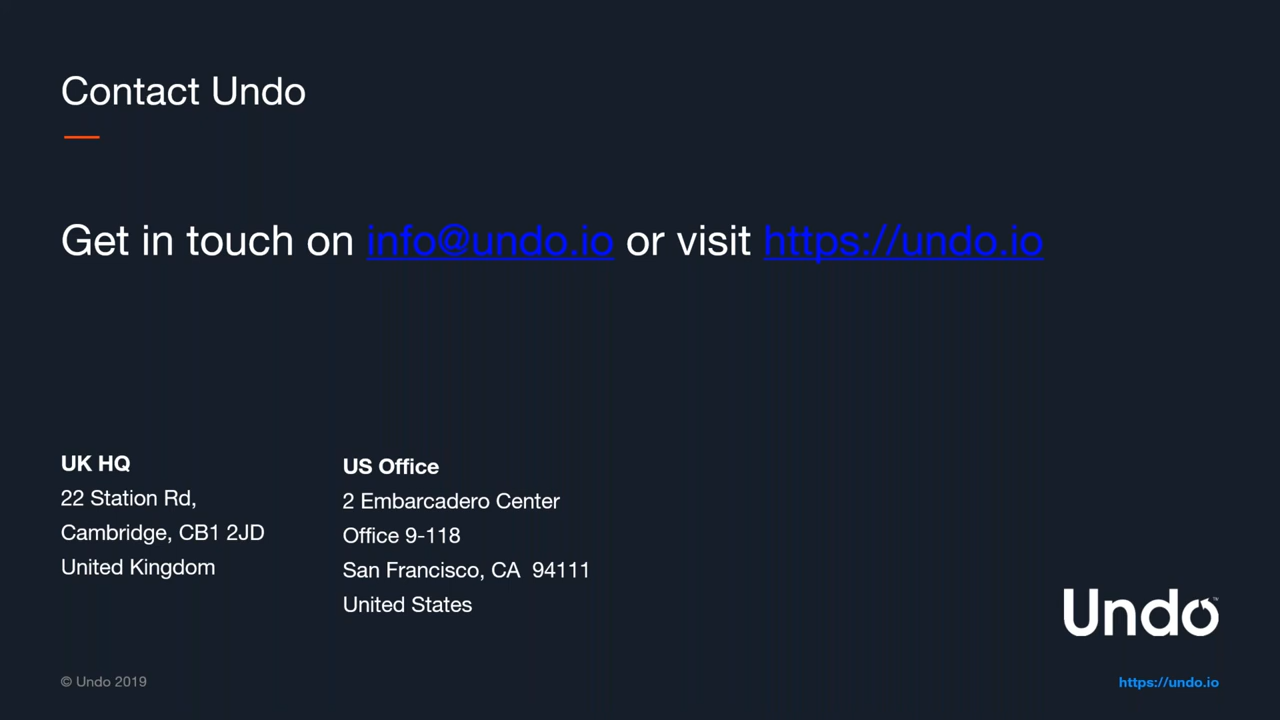 Contact Undo
Get in touch on info@undo.io or visit https://undo.io
UK HQ
22 Station Rd,
Cambridge, CB1 2JD
United Kingdom
US Office
2 Embarcadero Center
Office 9-118
San Francisco, CA  94111
United States
Undo™
© Undo 2019
https://undo.io